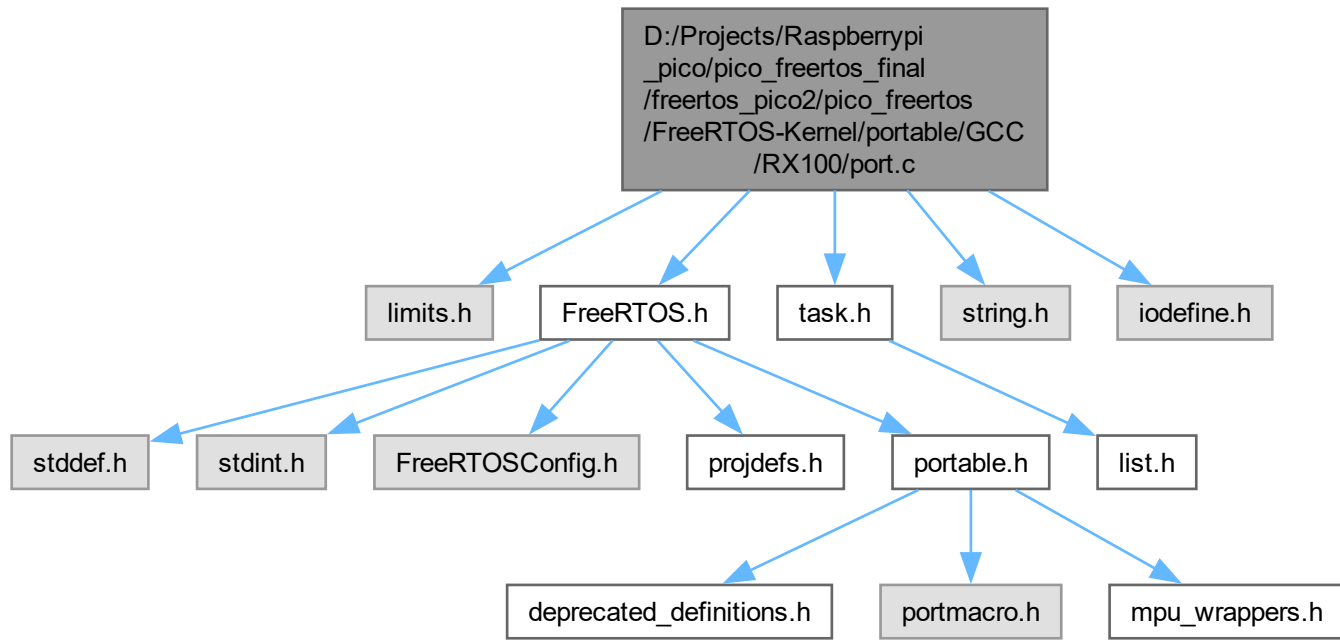 D:/Projects/Raspberrypi
_pico/pico_freertos_final
/freertos_pico2/pico_freertos
/FreeRTOS-Kernel/portable/GCC
/RX100/port.c
limits.h
FreeRTOS.h
task.h
string.h
iodefine.h
stddef.h
stdint.h
FreeRTOSConfig.h
projdefs.h
portable.h
list.h
deprecated_definitions.h
portmacro.h
mpu_wrappers.h